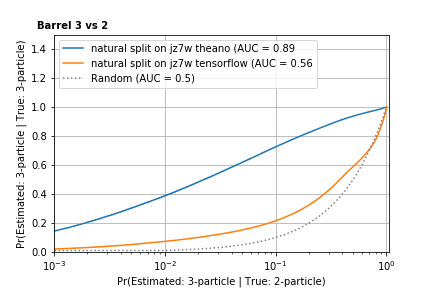 Barrel 3 vs 2
natural split on jz7w theano (AUC = 0.89
natural split on jz7w tensorflow (AUC = 0.56
Random (AUC = 0.5)
Pr(Estimated: 3-particle | True: 3-particle)
1.4
1.2
1.0
0.8
0.6
0.4
0.2
0.0
10⁻³ 10⁻² 10⁻¹ 10⁰
Pr(Estimated: 3-particle | True: 2-particle)